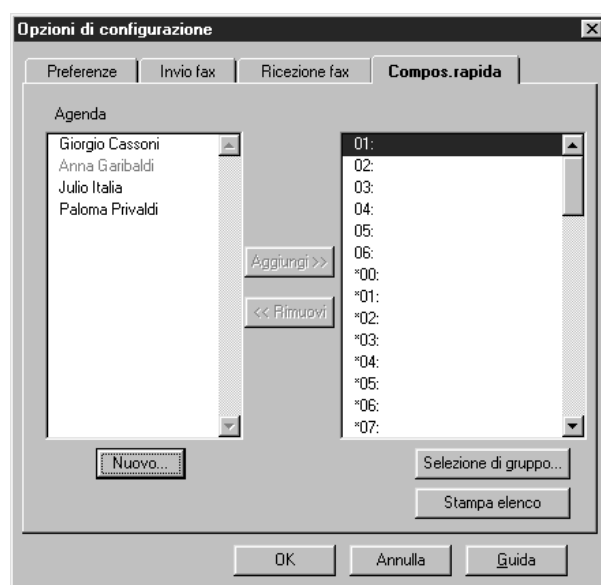 Opzioni di configurazione
Preferenze
Invio fax
Ricezione fax
Compos.rapida
Agenda
Giorgio Cassoni
Anna Garibaldi
Julio Italia
Paloma Privaldi
Aggiungi >>
<< Rimuovi
01:
02:
03:
04:
05:
06:
*00:
*01:
*02:
*03:
*04:
*05:
*06:
*07:
Nuovo...
Selezione di gruppo...
Stampa elenco
OK
Annulla
Guida